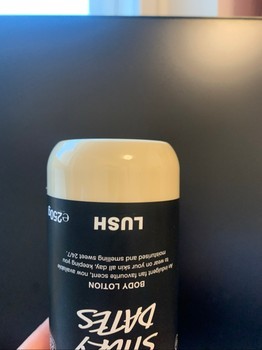 STICKY
DATES
BODY LOTION
An indulgent fan favourite scent, now available
to wear on your skin all day, keeping you
moisturised and smelling sweet 24/7.
LUSH
℮250g